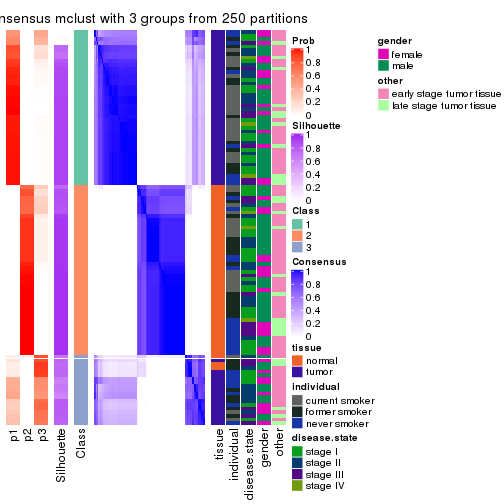 nsensus mclust with 3 groups from 250 partitions
Prob
1
0.8
0.6
0.4
0.2
0
Silhouette
1
0.8
0.6
0.4
0.2
0
Class
1
2
3
Consensus
1
0.8
0.6
0.4
0.2
0
tissue
normal
tumor
individual
current smoker
former smoker
never smoker
disease.state
stage I
stage II
stage III
stage IV
gender
female
male
other
early stage tumor tissue
late stage tumor tissue
p1
p2
p3
Silhouette
Class
tissue
individual
disease.state
gender
other